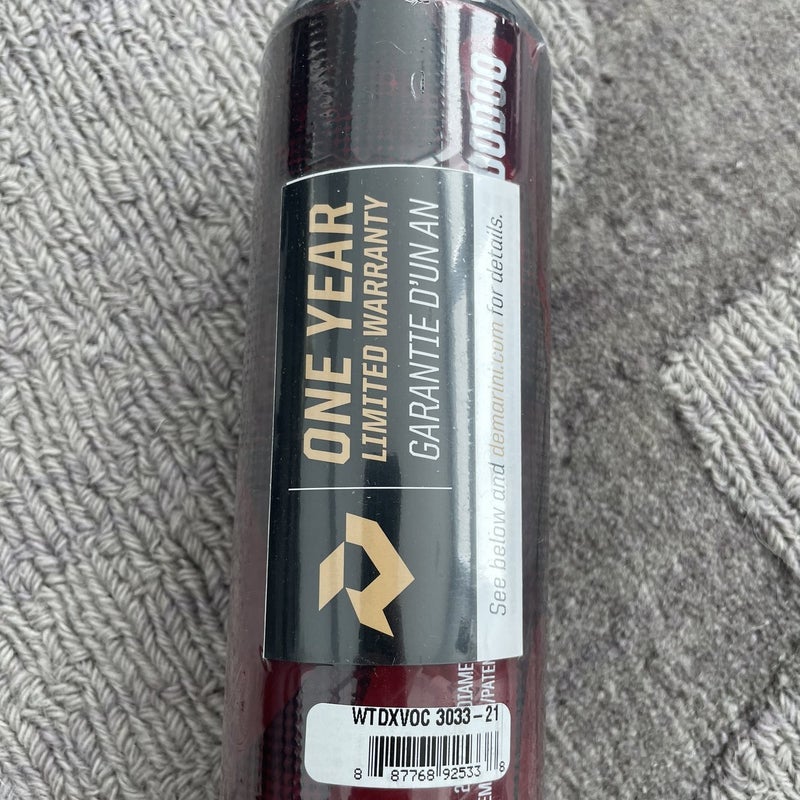 ONE YEAR
LIMITED WARRANTY
GARANTIE D'UN AN
See below and demarini.com for details.
WTDXVOC 3033-21
8 87768 92533 8